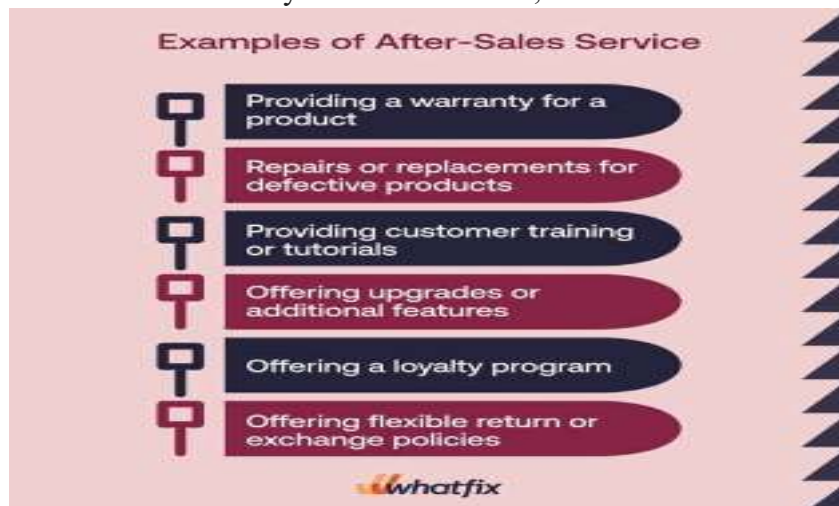 Examples of After-Sales Service
Providing a warranty for a
product
Repairs or replacements for
defective products
Providing customer training
or tutorials
Offering upgrades or
additional features
Offering a loyalty program
Offering flexible return or
exchange policies
whatfix